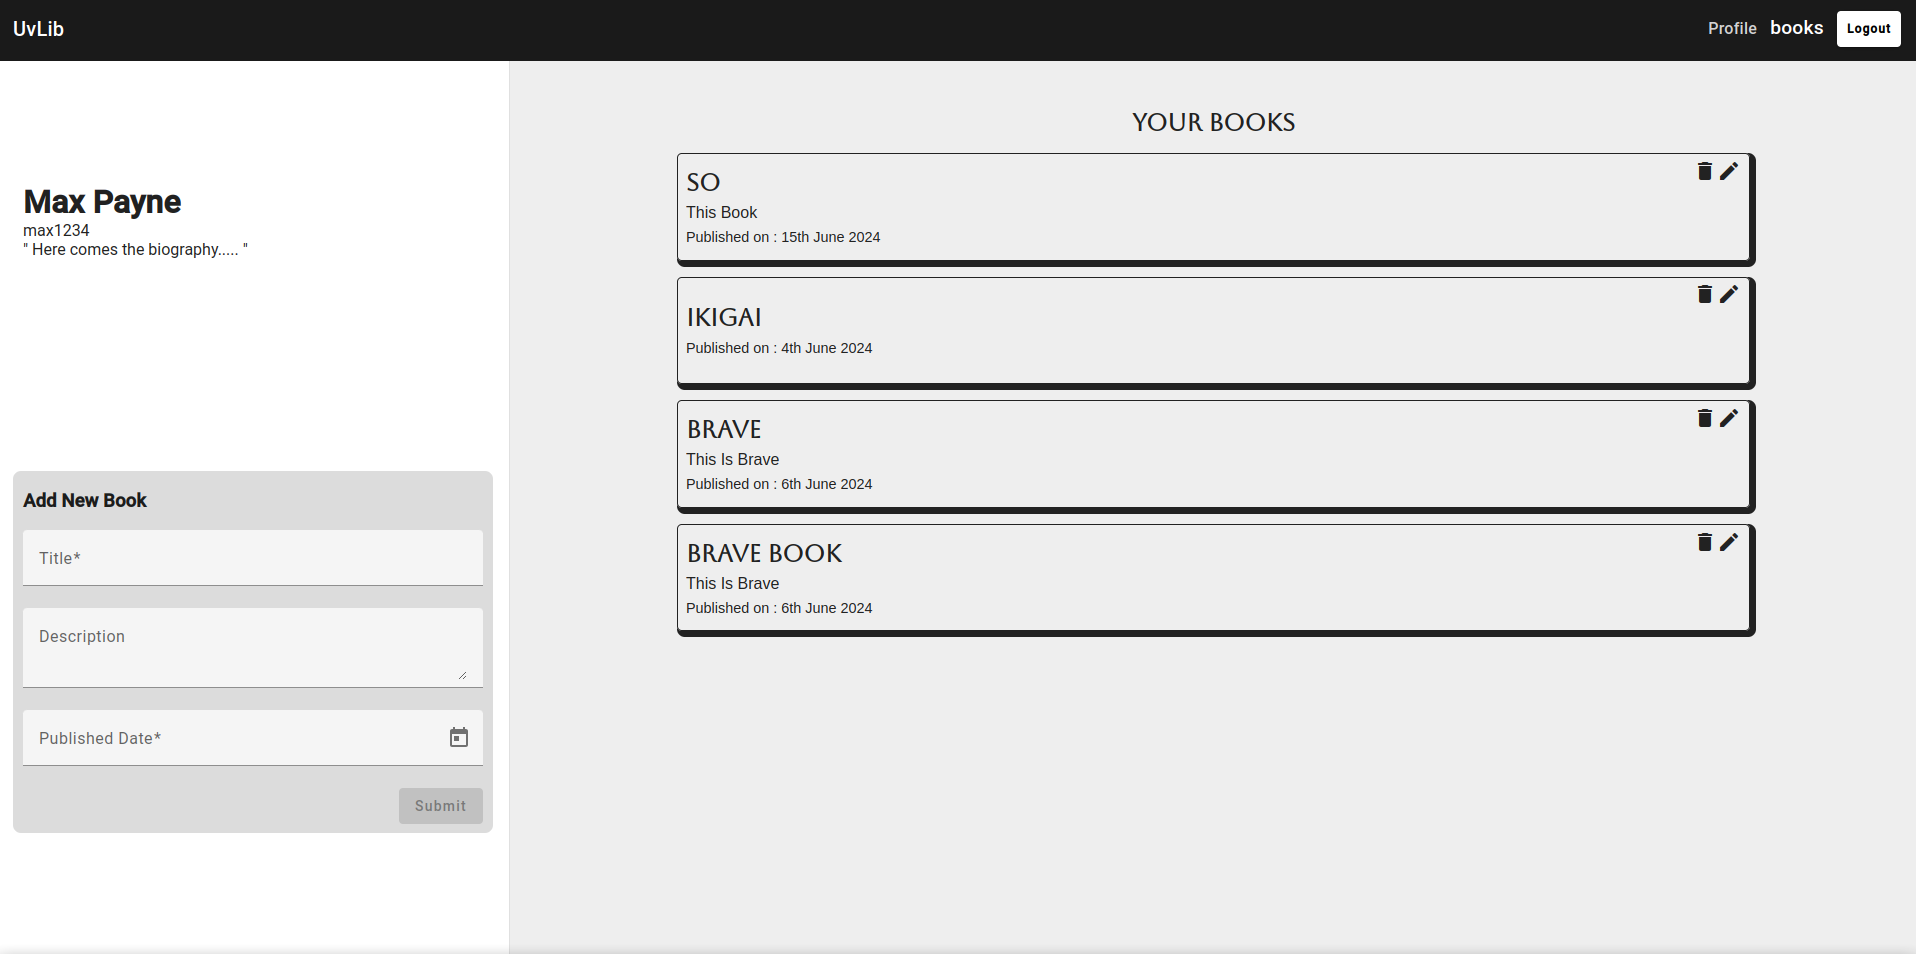 UvLib
Profile books Logout
Max Payne
max1234
" Here comes the biography..... "
Add New Book
Title*
Description
Published Date*
Submit
YOUR BOOKS
SO
This Book
Published on : 15th June 2024
IKIGAI
Published on : 4th June 2024
BRAVE
This Is Brave
Published on : 6th June 2024
BRAVE BOOK
This Is Brave
Published on : 6th June 2024